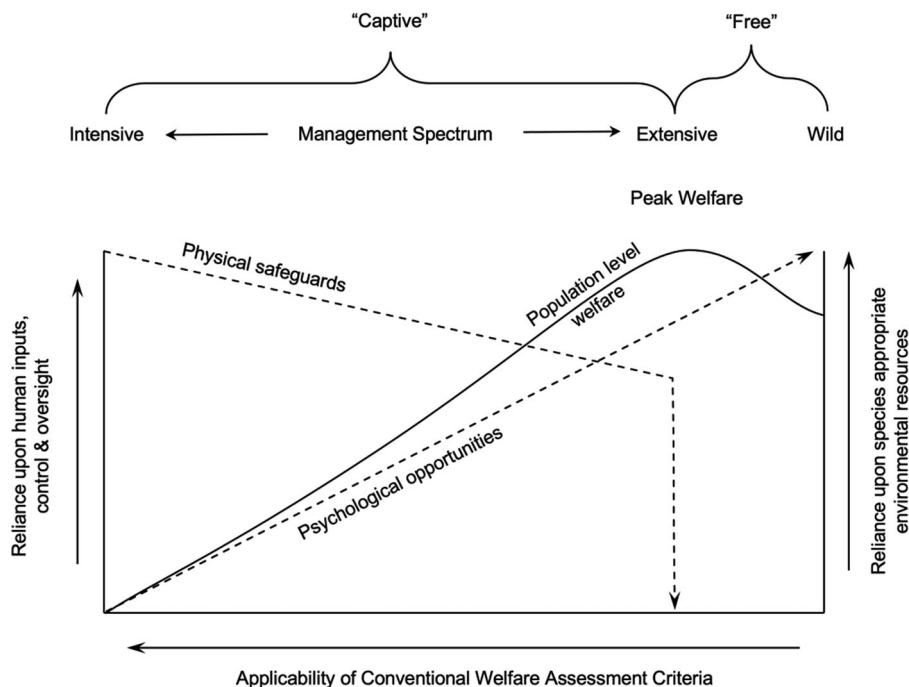 “Captive”
“Free”
Intensive
Management Spectrum
Extensive
Wild
Peak Welfare
Physical safeguards
Population level
welfare
Psychological opportunities
Reliance upon human inputs,
control & oversight
Reliance upon species appropriate
environmental resources
Applicability of Conventional Welfare Assessment Criteria